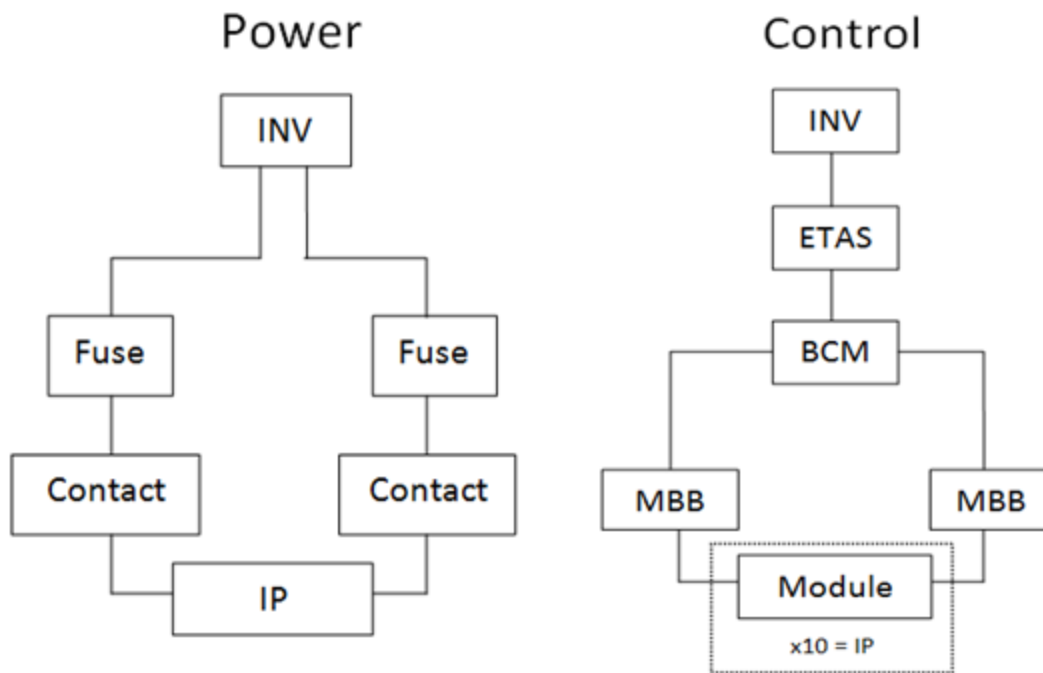 Power
Control
INV
INV
ETAS
Fuse
Fuse
BCM
Contact
Contact
MBB
MBB
IP
Module
x10 = IP